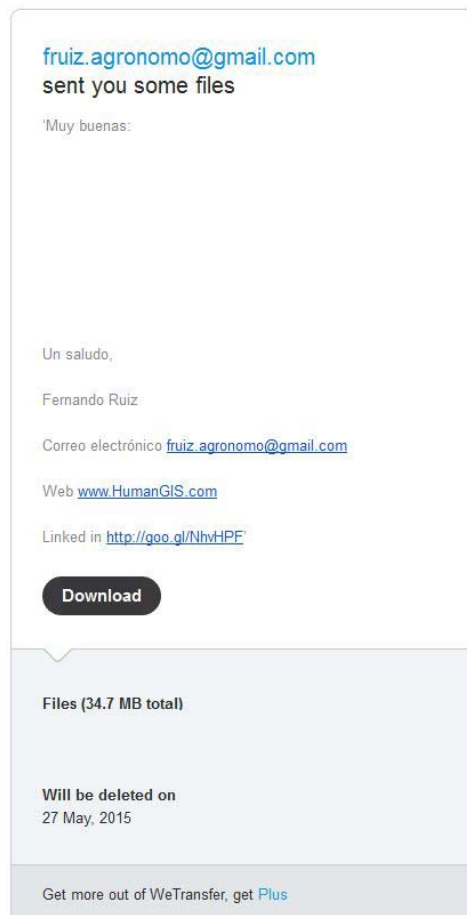 fruiz.agronomo@gmail.com
sent you some files
'Muy buenas:
Un saludo,
Fernando Ruiz
Correo electrónico fruiz.agronomo@gmail.com
Web www.HumanGIS.com
Linked in http://goo.gl/NhvHPF'
Download
Files (34.7 MB total)
Will be deleted on
27 May, 2015
Get more out of WeTransfer, get Plus